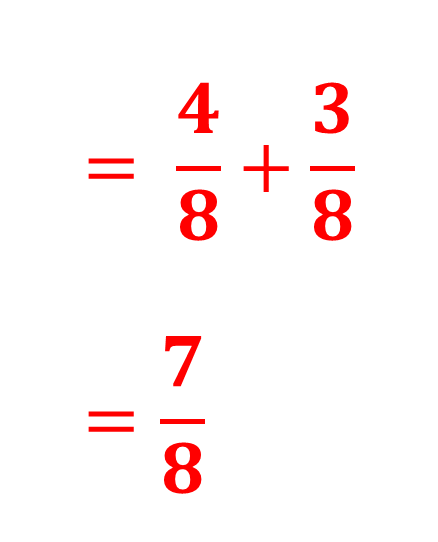 = 4/8 + 3/8
= 7/8